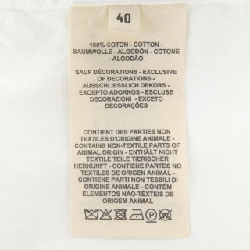 40
100% COTON - COTTON
BAUMWOLLE - ALGODÓN - COTONE
ALGODÃO
SAUF DECORATIONS - EXCLUSIVE
OF DECORATIONS -
AUSSCHLIESSLICH DEKORS -
EXCEPTO ADORNOS - ESCLUSE
DECORAZIONI - EXCEPTO
DECORAÇÕES
CONTIENT DES PARTIES NON
TEXTILES D'ORIGINE ANIMALE -
CONTAINS NON-TEXTILE PARTS OF
ANIMAL ORIGIN - ENTHÄLT NICHT
TEXTILE TEILE TIERISCHER
HERKUNFT - CONTIENE PARTES NON
TEXTILES DE ORIGEN ANIMAL -
CONTIENE PARTI NON TESSILI DI
ORIGINE ANIMALE - CONTÉM
ELEMENTOS NÃO-TÊXTEIS DE
ORIGEM ANIMAL
P